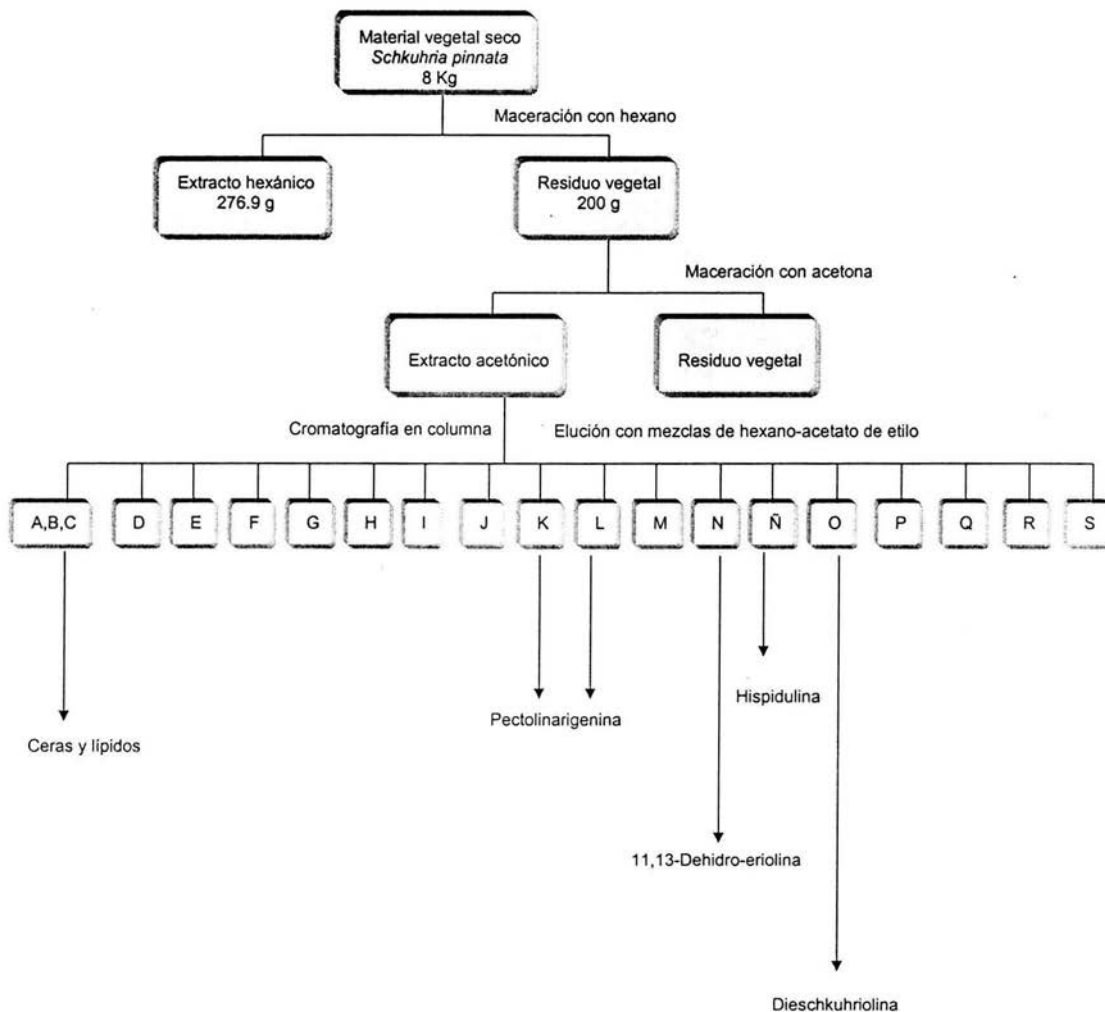 Material vegetal seco
Schkuhria pinnata
8 Kg
Maceración con hexano
Extracto hexánico
276.9 g
Residuo vegetal
200 g
Maceración con acetona
Extracto acetónico
Residuo vegetal
Cromatografía en columna
Elución con mezclas de hexano-acetato de etilo
A,B,C
D
E
F
G
H
I
J
K
L
M
N
Ñ
O
P
Q
R
S
Hispidulina
Pectolinarigenina
Ceras y lípidos
11,13-Dehidro-eriolina
Dieschkuhriolina